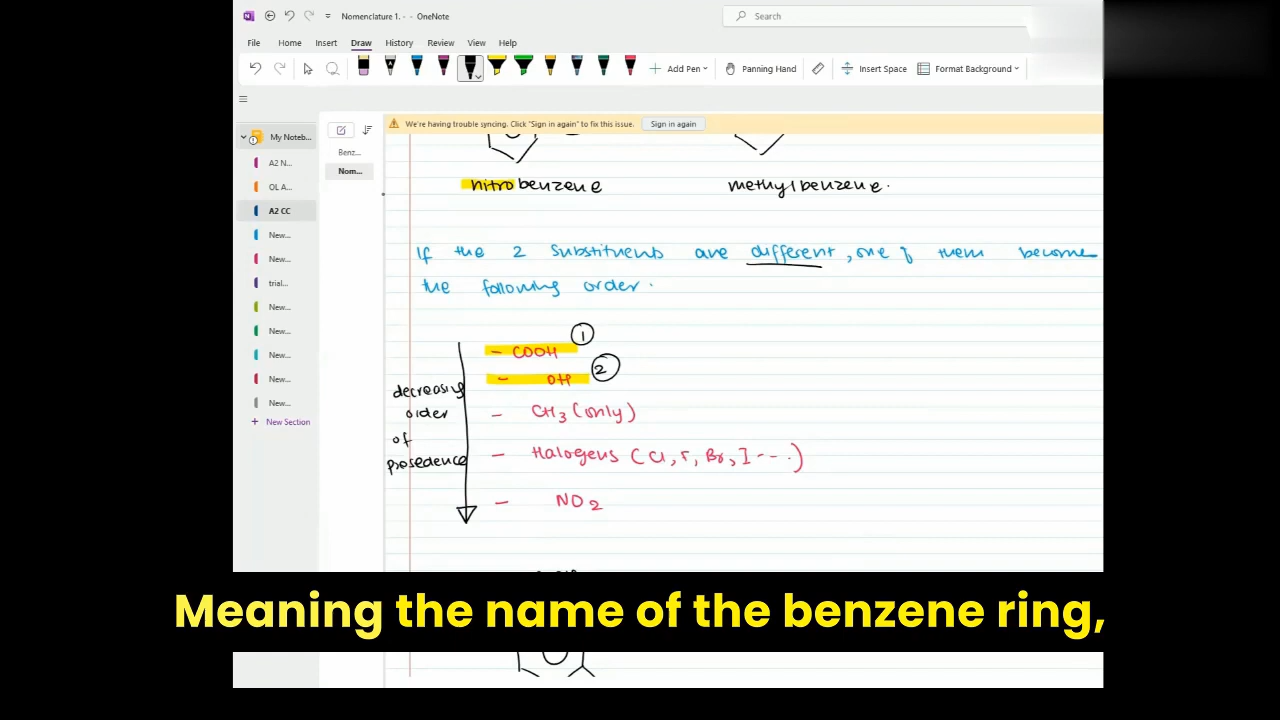 Nomenclature 1. - - OneNote
Search
File Home Insert Draw History Review View Help
Add Pen Panning Hand Insert Space Format Background
We're having trouble syncing. Click "Sign in again" to fix this issue. Sign in again
My Noteb...
A2 N...
OL A...
A2 CC
New...
New...
trial...
New...
New...
New...
New...
New...
+ New Section
Benz...
Nom...
nitrobenzene methylbenzene.
If the 2 substituents are different, one of them become
the following order.
- COOH 1
- OH 2
- CH3 (only)
- Halogens (Cl, F, Br, I ---)
- NO2
decreasing
order
of
presedence
Meaning the name of the benzene ring,